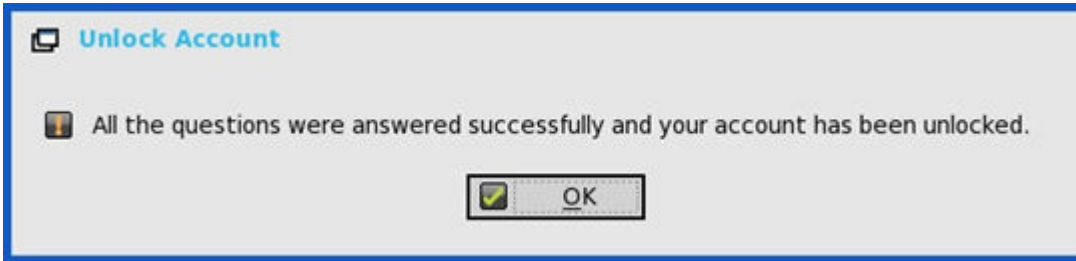 Unlock Account
All the questions were answered successfully and your account has been unlocked.
OK